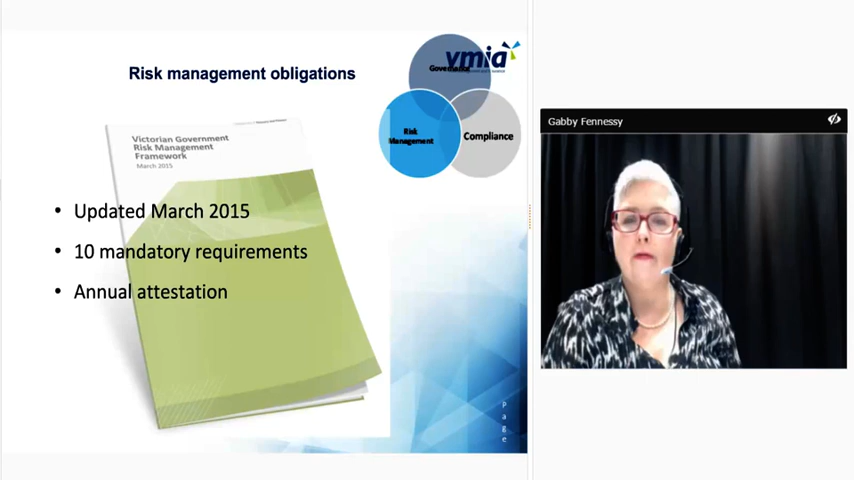 Risk management obligations
vmia
Governance
Risk
Management
Compliance
Victorian Government
Risk Management
Framework
March 2015
• Updated March 2015
• 10 mandatory requirements
• Annual attestation
page
Gabby Fennessy